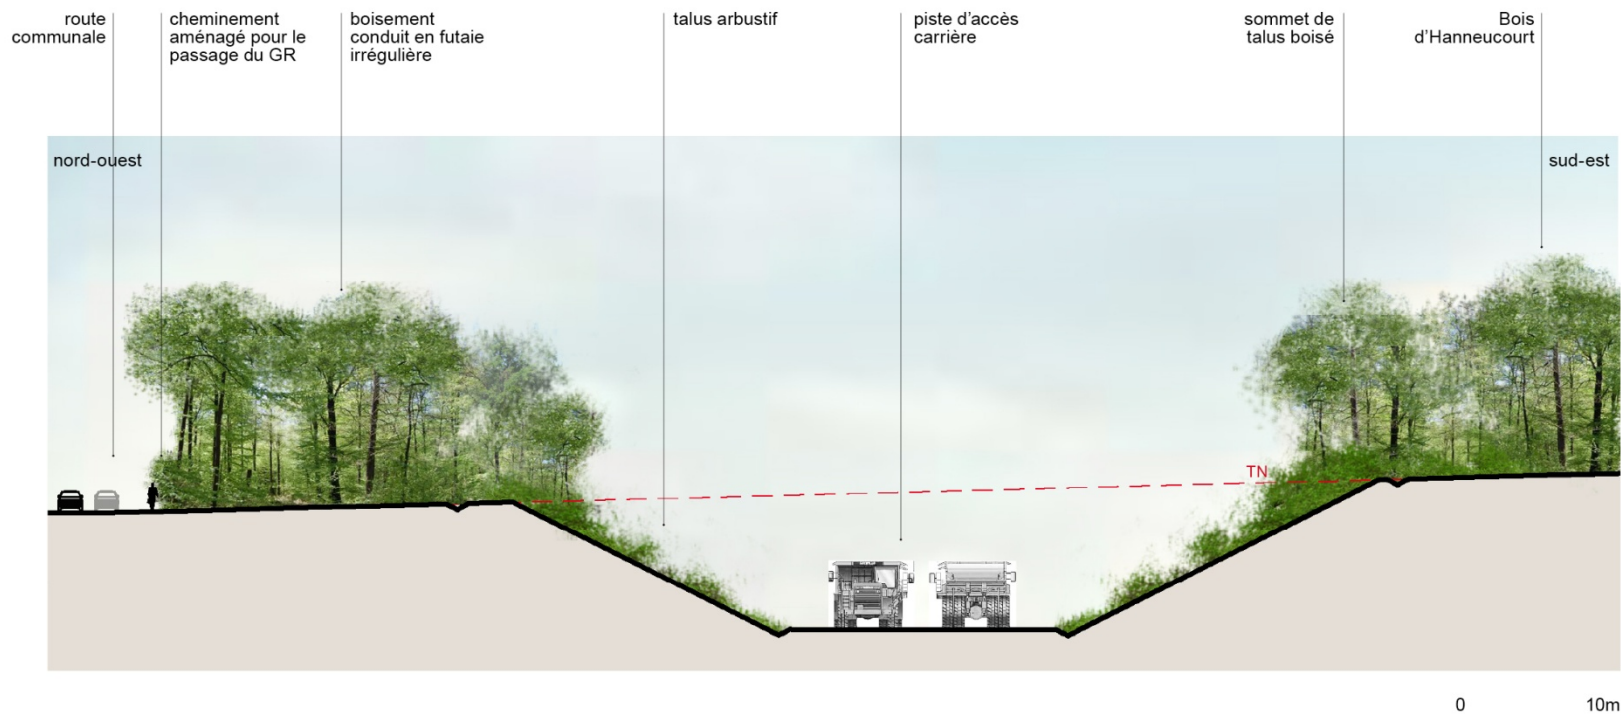 route
communale
cheminement
aménagé pour le
passage du GR
boisement
conduit en futaie
irrégulière
talus arbustif
piste d'accès
carrière
sommet de
talus boisé
Bois
d'Hanneucourt
nord-ouest
sud-est
TN
0
10m